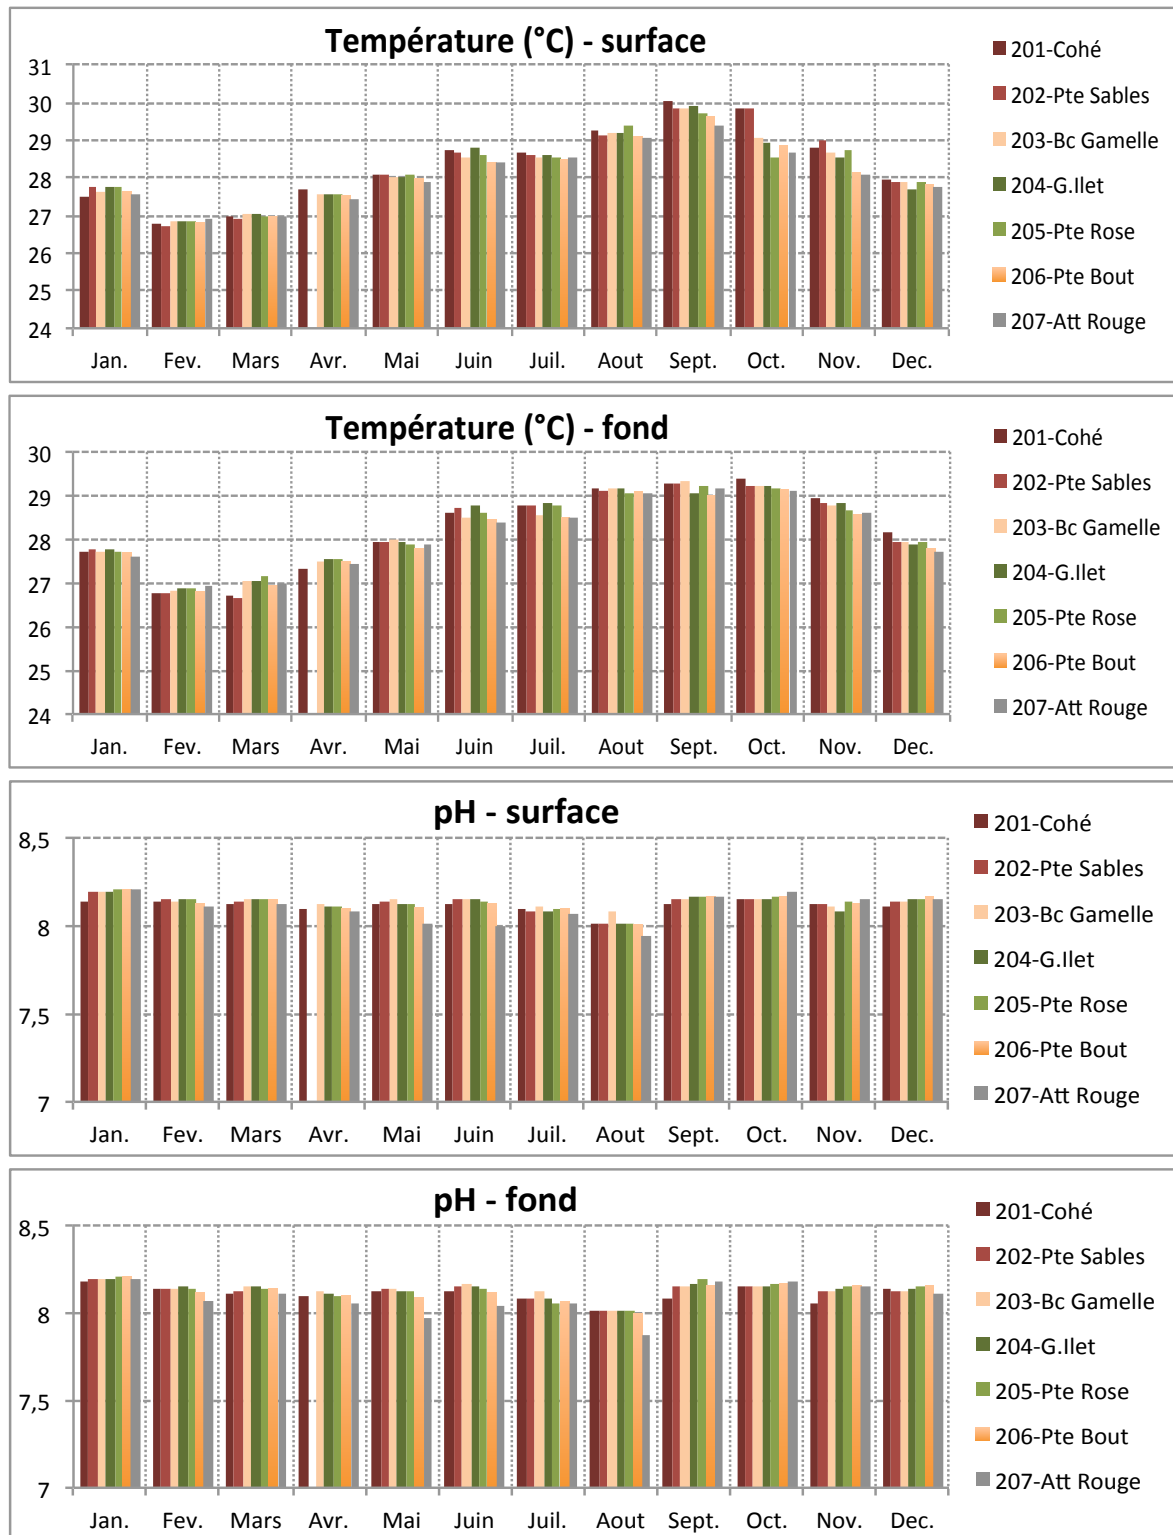 Température (°C) - surface
31
30
29
28
27
26
25
24
Jan. Fev. Mars Avr. Mai Juin Juil. Aout Sept. Oct. Nov. Dec.
201-Cohé
202-Pte Sables
203-Bc Gamelle
204-G.Ilet
205-Pte Rose
206-Pte Bout
207-Att Rouge
Température (°C) - fond
30
29
28
27
26
25
24
Jan. Fev. Mars Avr. Mai Juin Juil. Aout Sept. Oct. Nov. Dec.
201-Cohé
202-Pte Sables
203-Bc Gamelle
204-G.Ilet
205-Pte Rose
206-Pte Bout
207-Att Rouge
pH - surface
8,5
8
7,5
7
Jan. Fev. Mars Avr. Mai Juin Juil. Aout Sept. Oct. Nov. Dec.
201-Cohé
202-Pte Sables
203-Bc Gamelle
204-G.Ilet
205-Pte Rose
206-Pte Bout
207-Att Rouge
pH - fond
8,5
8
7,5
7
Jan. Fev. Mars Avr. Mai Juin Juil. Aout Sept. Oct. Nov. Dec.
201-Cohé
202-Pte Sables
203-Bc Gamelle
204-G.Ilet
205-Pte Rose
206-Pte Bout
207-Att Rouge